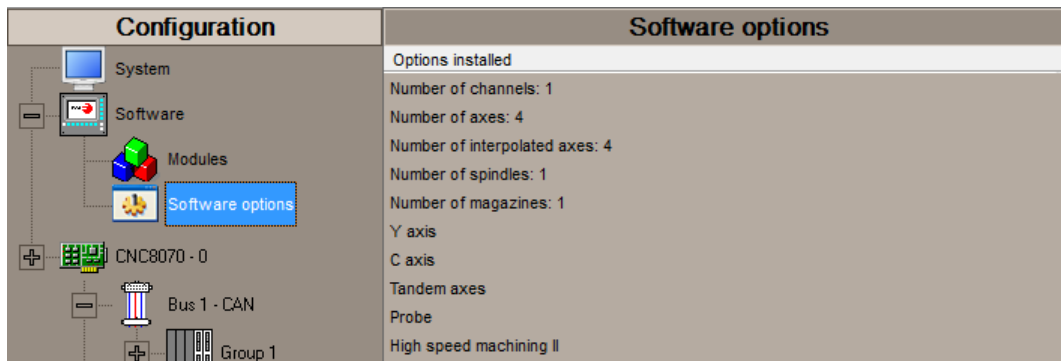 Configuration
System
Software
Modules
Software options
CNC8070 - 0
Bus 1 - CAN
Group 1
Software options
Options installed
Number of channels: 1
Number of axes: 4
Number of interpolated axes: 4
Number of spindles: 1
Number of magazines: 1
Y axis
C axis
Tandem axes
Probe
High speed machining II